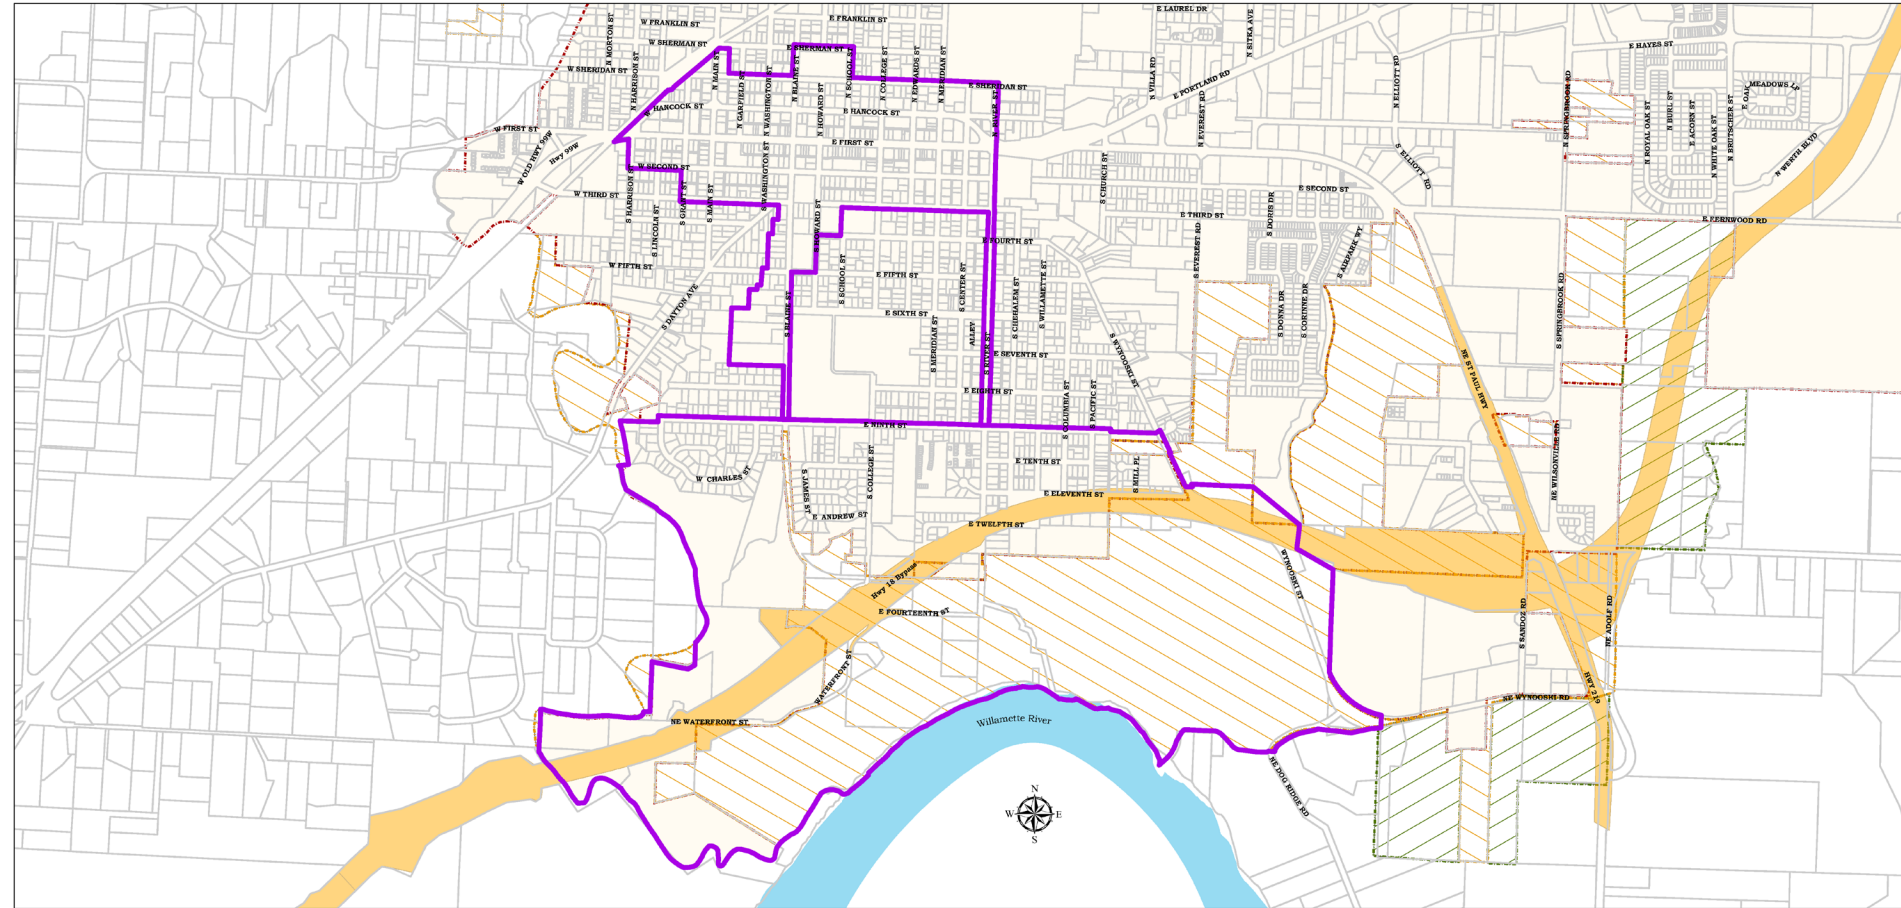 E LAUREL DR
W FRANKLIN ST
E FRANKLIN ST
N MORTON ST
N SITKA AVE
W SHERMAN ST
E SHERMAN ST
E HAYES ST
W SHERIDAN ST
E SHERIDAN ST
N HARRISON ST
N MAIN ST
N GARFIELD ST
N WASHINGTON ST
N BLAINE ST
N HOWARD ST
N SCHOOL ST
N COLLEGE ST
N EDWARDS ST
N MERIDIAN ST
N RIVER ST
N VILLA RD
E PORTLAND RD
N EVEREST RD
N ELLIOTT RD
N SPRINGBROOK RD
N ROYAL OAK ST
N BURL ST
E ACORN ST
N WHITE OAK ST
N BRUTSCHER ST
E OAK MEADOWS LP
N WERTH BLVD
W HANCOCK ST
E HANCOCK ST
W FIRST ST
E FIRST ST
W OLD HWY 99W
Hwy 99W
W SECOND ST
E SECOND ST
S ELLIOTT RD
W THIRD ST
E THIRD ST
S HARRISON ST
S LINCOLN ST
S GRANT ST
S MAIN ST
S WASHINGTON ST
S HOWARD ST
S CHURCH ST
S DORIS DR
S EVEREST RD
S AIRPARK WY
E FERNWOOD RD
E FOURTH ST
W FIFTH ST
E FIFTH ST
S SCHOOL ST
S CENTER ST
S CHEHALEM ST
S WILLAMETTE ST
S DAYTON AVE
S BLAINE ST
E SIXTH ST
S MERIDIAN ST
ALLEY
S RIVER ST
E SEVENTH ST
S WYNOOSKI ST
S DONNA DR
S CORINNE DR
S SPRINGBROOK RD
NE ST PAUL HWY
E EIGHTH ST
S COLUMBIA ST
S PACIFIC ST
E NINTH ST
NE WILSONVILLE RD
W CHARLES ST
S JAMES ST
S COLLEGE ST
E TENTH ST
S MILL PL
E ELEVENTH ST
E ANDREW ST
E TWELFTH ST
Hwy 18 Bypass
WYNOOSKI ST
E FOURTEENTH ST
S SANDOZ RD
NE ADOLF RD
WATERFRONT ST
NE WATERFRONT ST
Willamette River
NE WYNOOSKI RD
HWY 219
NE DOG RIDGE RD
N
W
E
S